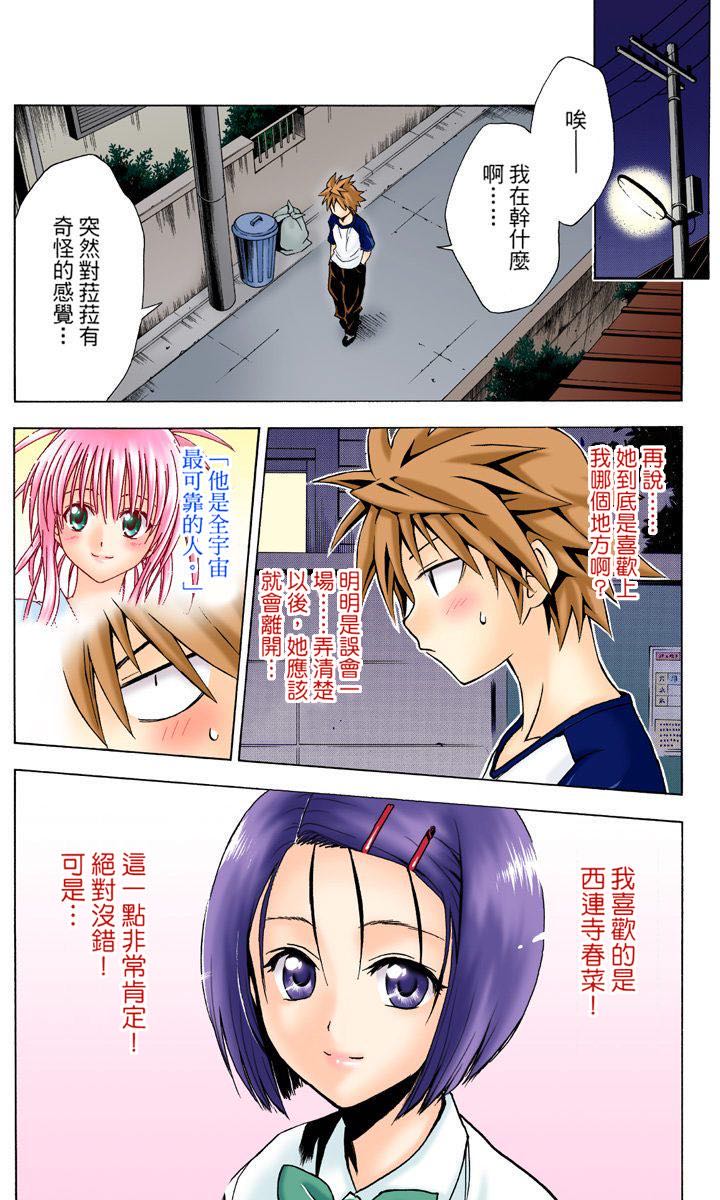 唉——
我在幹什麼
啊……
突然對菈菈有
奇怪的感覺…
再說……
她到底是喜歡上
我哪個地方啊？
明明是誤會一
場……弄清楚
以後，她應該
就會離開…
「他是全宇宙
最可靠的人。」
我喜歡的是
西連寺春菜！
這一點非常肯定！
絕對沒錯！
可是…